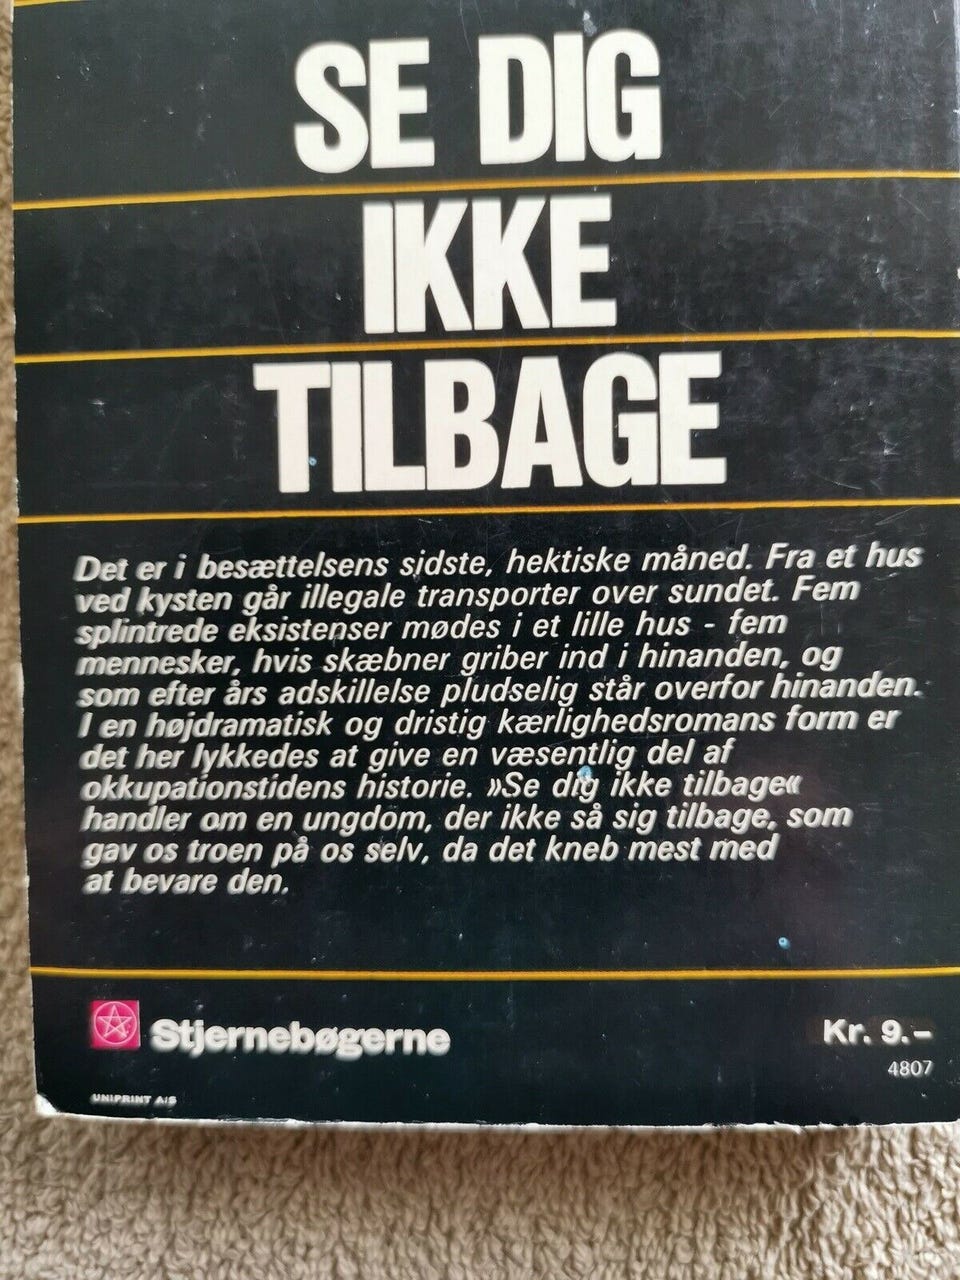 SE DIG
IKKE
TILBAGE
Det er i besættelsens sidste, hektiske måned. Fra et hus
ved kysten går illegale transporter over sundet. Fem
splintrede eksistenser mødes i et lille hus - fem
mennesker, hvis skæbner griber ind i hinanden, og
som efter års adskillelse pludselig står overfor hinanden.
I en højdramatisk og dristig kærlighedsromans form er
det her lykkedes at give en væsentlig del af
okkupationstidens historie. »Se dig ikke tilbage«
handler om en ungdom, der ikke så sig tilbage, som
gav os troen på os selv, da det kneb mest med
at bevare den.
Stjernebøgerne
Kr. 9.-
4807
UNIPRINT A/S